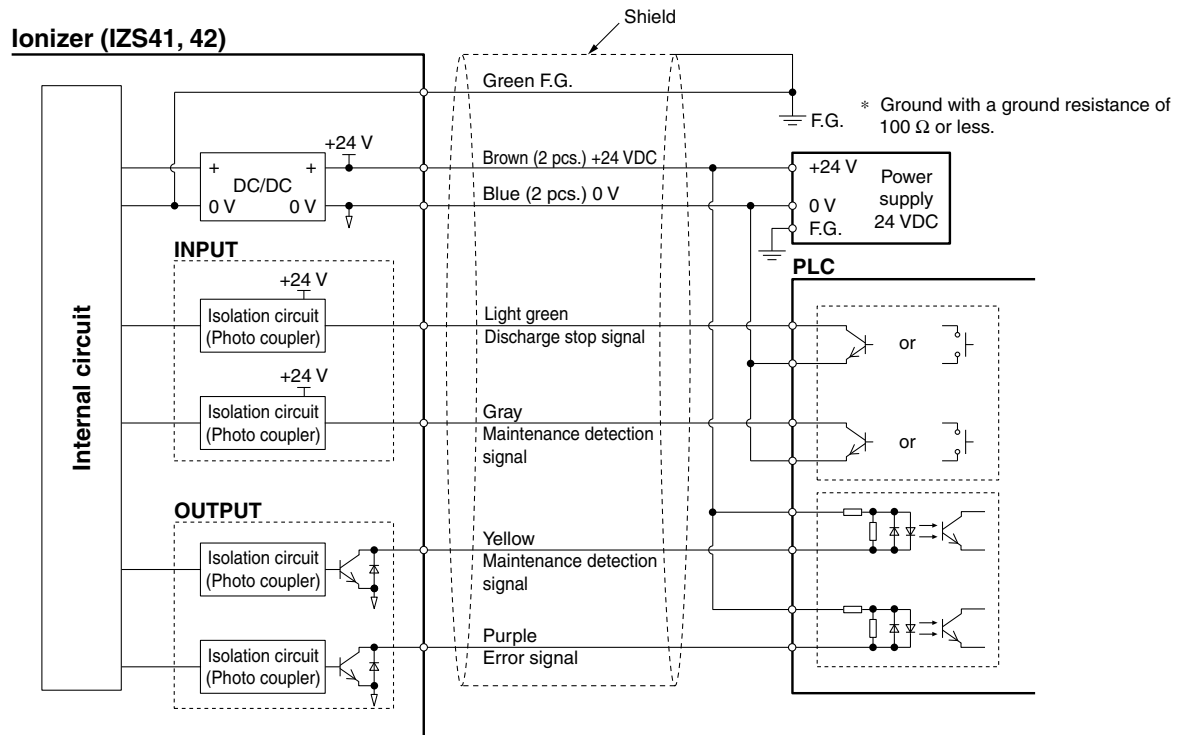 Shield
Ionizer (IZS41, 42)
Green F.G.
F.G.
* Ground with a ground resistance of
100 Ω or less.
+24 V
Brown (2 pcs.) +24 VDC
+ +
DC/DC
0 V 0 V
Blue (2 pcs.) 0 V
+24 V
0 V
F.G.
Power
supply
24 VDC
INPUT
PLC
+24 V
Isolation circuit
(Photo coupler)
Light green
Discharge stop signal
or
+24 V
Isolation circuit
(Photo coupler)
Gray
Maintenance detection
signal
or
Internal circuit
OUTPUT
Isolation circuit
(Photo coupler)
Yellow
Maintenance detection
signal
Isolation circuit
(Photo coupler)
Purple
Error signal